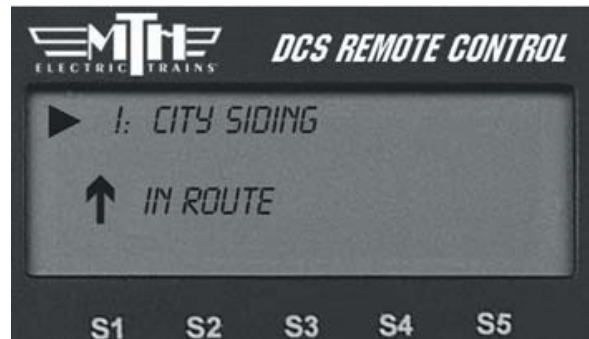 MTH
ELECTRIC TRAINS
DCS REMOTE CONTROL
1: CITY SIDING
IN ROUTE
S1 S2 S3 S4 S5